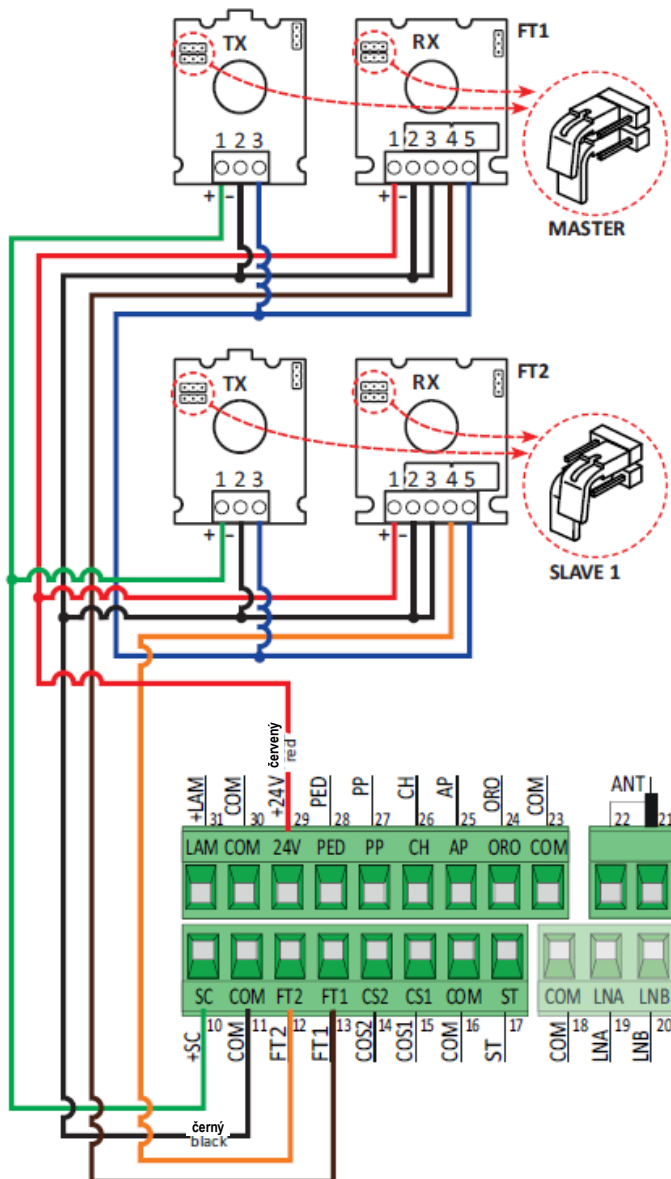 TX RX FT1
1 2 3 1 2 3 4 5
+ − + −
MASTER
TX RX FT2
1 2 3 1 2 3 4 5
+ − + −
SLAVE 1
červený
red
+LAM COM +24V PED PP CH AP ORO COM ANT
31 30 29 28 27 26 25 24 23 22 21
LAM COM 24V PED PP CH AP ORO COM
SC COM FT2 FT1 CS2 CS1 COM ST COM LNA LNB
10 11 12 13 14 15 16 17 18 19 20
+SC COM FT2 FT1 COS2 COS1 COM ST COM LNA LNB
černý
black